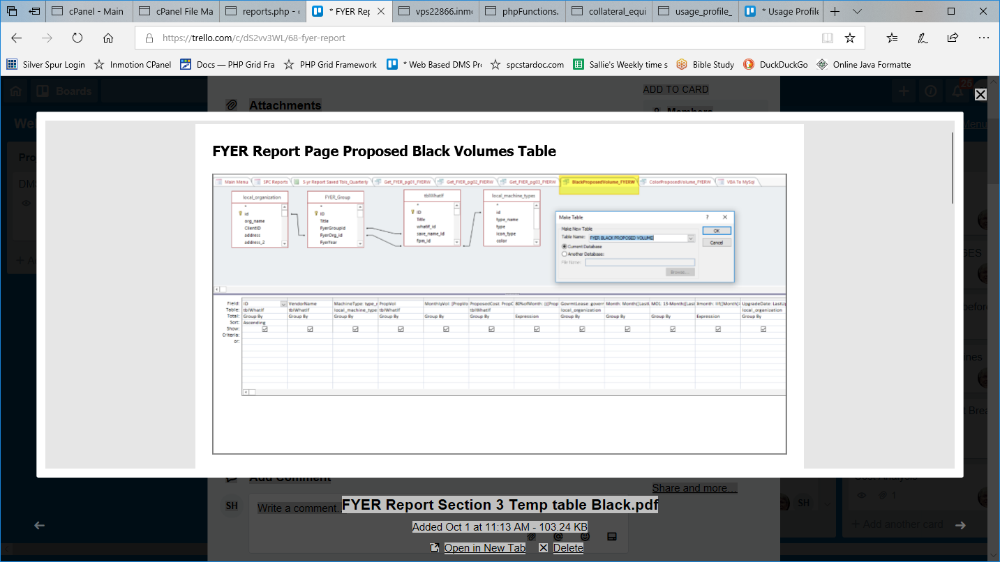 cPanel - Main
cPanel File Ma
reports.php - c
* FYER Rep
vps22866.inmo
phpFunctions.
collateral_equi
usage_profile_
* Usage Profile
https://trello.com/c/dS2vv3WL/68-fyer-report
Silver Spur Login
Inmotion CPanel
Docs — PHP Grid Fra
PHP Grid Framework
* Web Based DMS Pr
spcstardoc.com
Sallie's Weekly time s
Bible Study
DuckDuckGo
Online Java Formatte
Boards
Attachments
ADD TO CARD
Members
25
Menu
FYER Report Page Proposed Black Volumes Table
Main Menu
SPC Reports
5-yr Report Saved Tbls_Quarterly
Get_FYER_pg01_FYERW
Get_FYER_pg02_FYERW
Get_FYER_pg03_FYERW
BlackProposedVolume_FYERW
ColorProposedVolume_FYERW
VBA To MySql
local_organization
*
id
org_name
ClientID
address
address_2
FYER_Group
*
ID
Title
FyerGroupId
FyerOrg_id
FyerYear
tblWhatIf
*
ID
Title
whatif_id
save_name_id
fpm_id
local_machine_types
*
id
type_name
type
icon_type
color
Make Table
?
Make New Table
Table Name: FYER BLACK PROPOSED VOLUME
Current Database
Another Database:
File Name:
Browse...
OK
Cancel
Field: ID VendorName MachineType: type_n PropVol MonthlyVol: [PropVo ProposedCost: PropC 80%ofMonth: ([Prop GovrmtLease: goverr Month: Month([Last MO1: 13-Month([Last Xmonth: IIf([Month]> UpgradeDate: LastUp
Table: tblWhatIf tblWhatIf local_machine_type tblWhatIf tblWhatIf local_organization local_organization
Total: Group By Group By Group By Group By Group By Group By Expression Group By Group By Group By Expression Group By
Sort: Ascending
Show:
Criteria:
or:
Add Comment
SH
Write a comment...
Share and more...
FYER Report Section 3 Temp table Black.pdf
Added Oct 1 at 11:13 AM - 103.24 KB
Open in New Tab
Delete
Cost Analysis
1
SH
+ Add another card